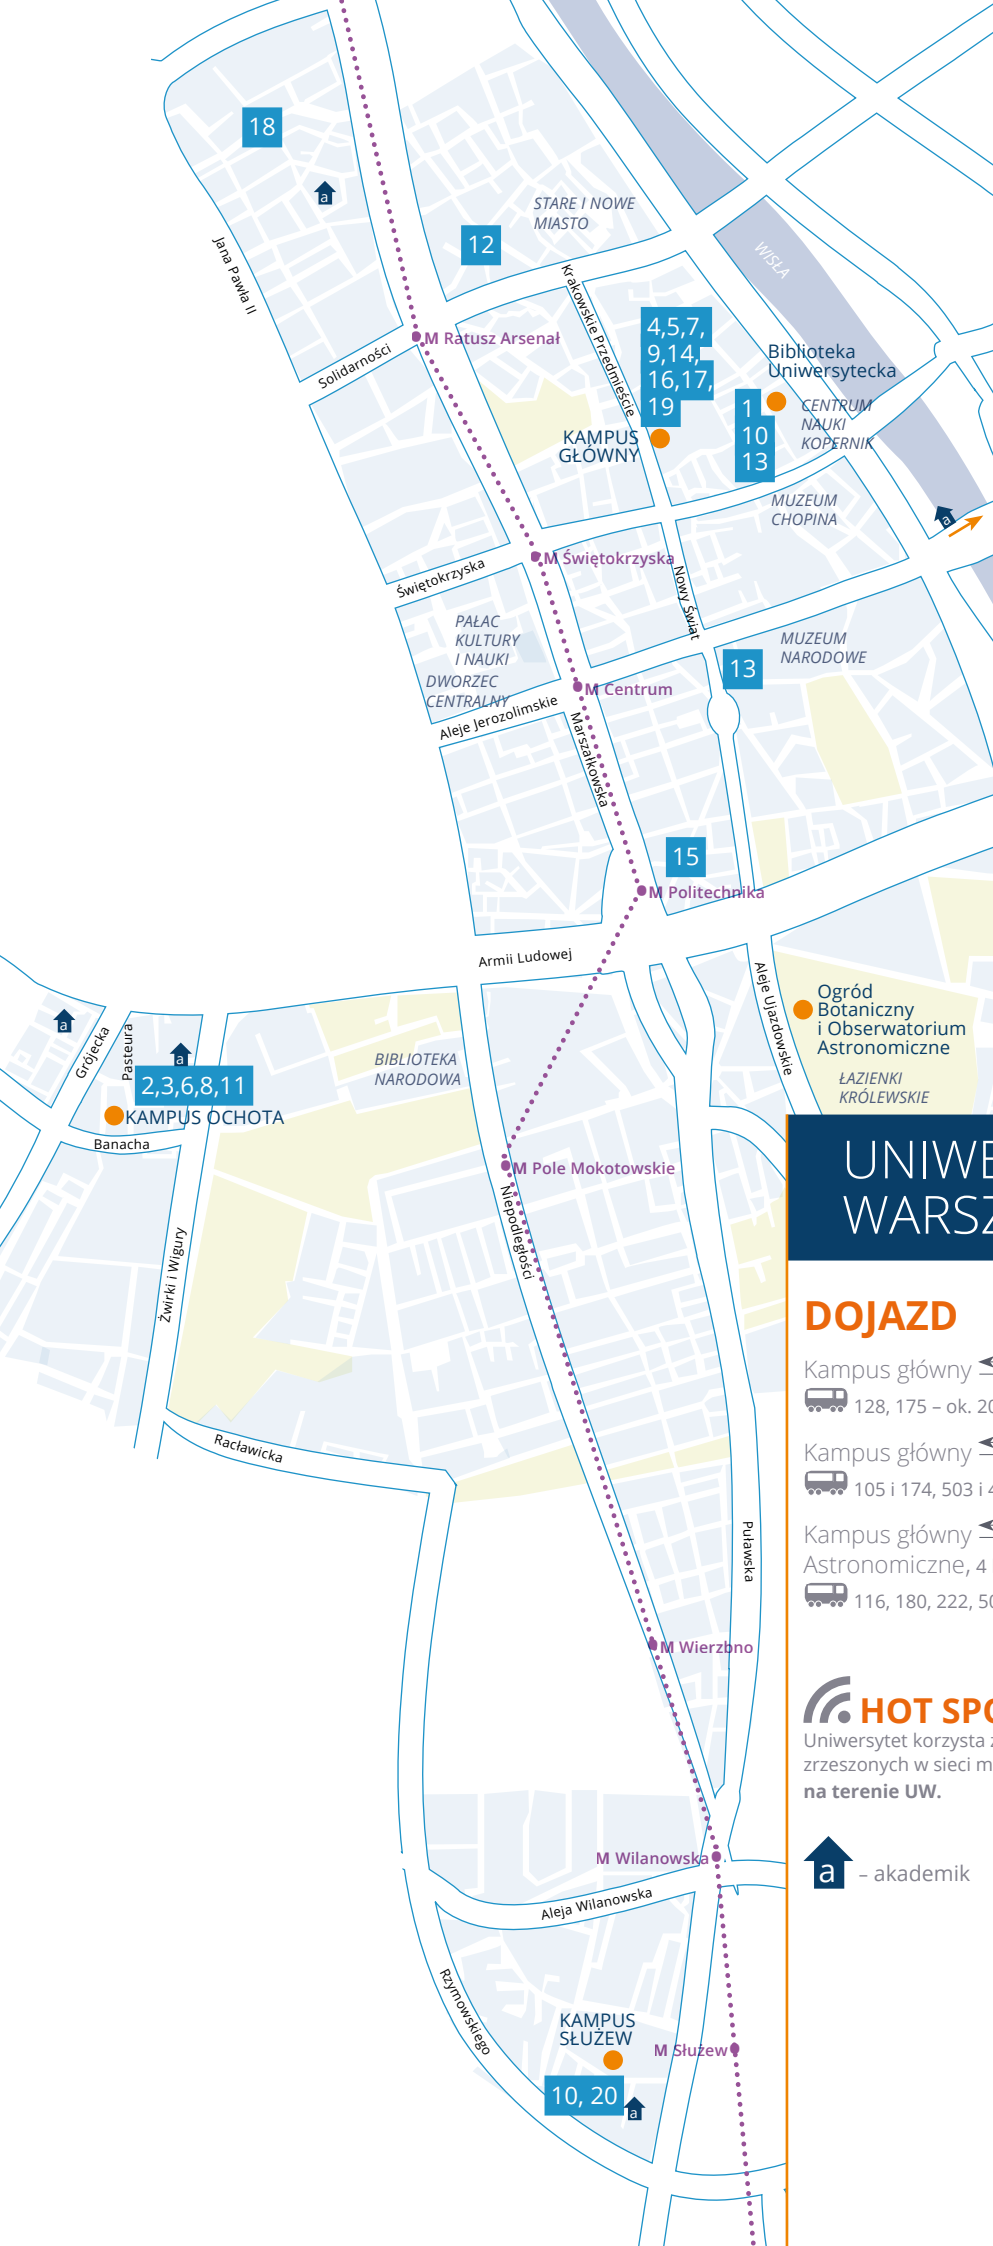 18
a
STARE I NOWE
MIASTO
12
WISŁA
Jana Pawła II
Krakowskie Przedmieście
4,5,7,
9,14,
16,17,
19
M Ratusz Arsenał
Solidarności
Biblioteka
Uniwersytecka
1
10
13
CENTRUM
NAUKI
KOPERNIK
KAMPUS
GŁÓWNY
MUZEUM
CHOPINA
a
M Świętokrzyska
Świętokrzyska
Nowy Świat
PAŁAC
KULTURY
I NAUKI
MUZEUM
NARODOWE
13
DWORZEC
CENTRALNY
M Centrum
Aleje Jerozolimskie
Marszałkowska
15
M Politechnika
Armii Ludowej
Aleje Ujazdowskie
Ogród
Botaniczny
i Obserwatorium
Astronomiczne
a
Grójecka
Pasteura
a
BIBLIOTEKA
NARODOWA
ŁAZIENKI
KRÓLEWSKIE
2,3,6,8,11
KAMPUS OCHOTA
Banacha
M Pole Mokotowskie
Niepodległości
Żwirki i Wigury
UNIWE
WARSZ
DOJAZD
Kampus główny
128, 175 – ok. 20
Kampus główny
105 i 174, 503 i 4
Kampus główny
Astronomiczne, 4
116, 180, 222, 50
Racławicka
Puławska
M Wierzbno
HOT SPO
Uniwersytet korzysta z
zrzeszonych w sieci m
na terenie UW.
M Wilanowska
a – akademik
Aleja Wilanowska
Rzymowskiego
KAMPUS
SŁUŻEW
M Służew
10, 20
a